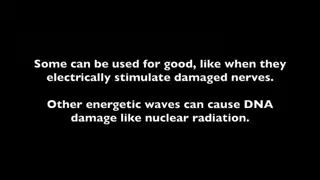 Some can be used for good, like when they
electrically stimulate damaged nerves.
Other energetic waves can cause DNA
damage like nuclear radiation.